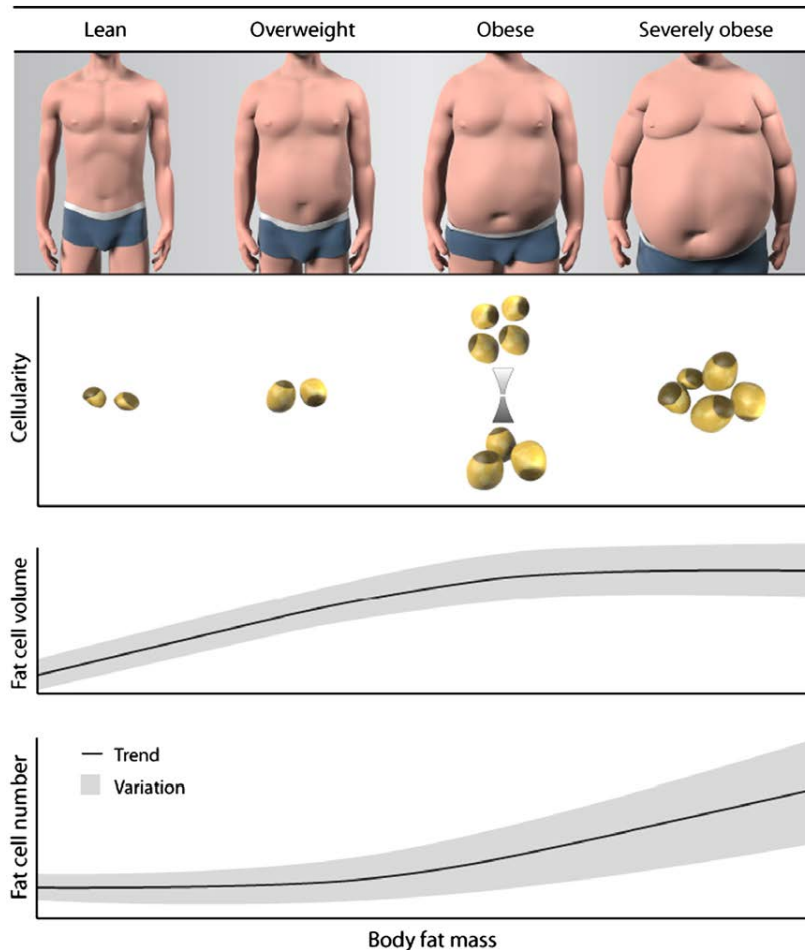 Lean Overweight Obese Severely obese
Cellularity
Fat cell volume
Fat cell number
Trend
Variation
Body fat mass